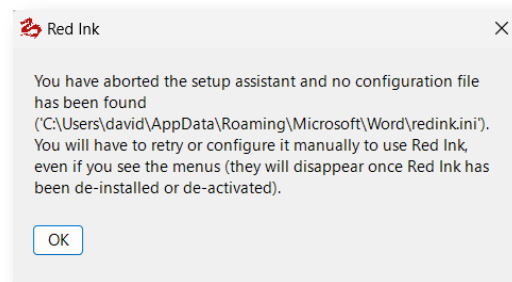 Red Ink
You have aborted the setup assistant and no configuration file
has been found
('C:\Users\david\AppData\Roaming\Microsoft\Word\redink.ini').
You will have to retry or configure it manually to use Red Ink,
even if you see the menus (they will disappear once Red Ink has
been de-installed or de-activated).
OK